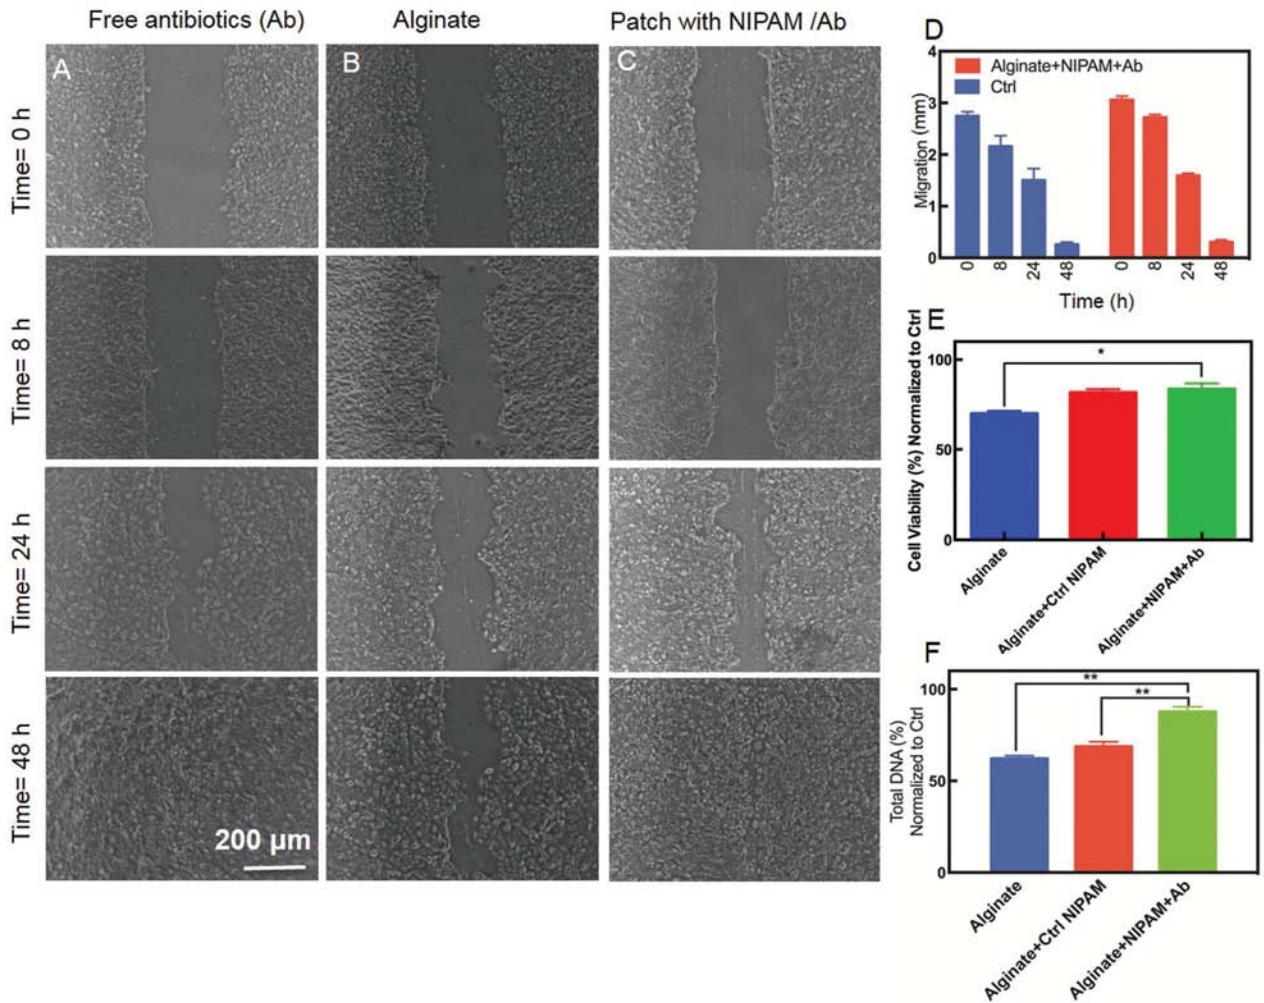 Free antibiotics (Ab)
Alginate
Patch with NIPAM /Ab
A
B
C
Time= 0 h
Time= 8 h
Time= 24 h
Time= 48 h
200 µm
D
4
3
2
1
0
Migration (mm)
Alginate+NIPAM+Ab
Ctrl
0
8
24
48
0
8
24
48
Time (h)
E
Cell Viability (%) Normalized to Ctrl
100
50
0
*
Alginate
Alginate+Ctrl NIPAM
Alginate+NIPAM+Ab
F
Total DNA (%)
Normalized to Ctrl
100
50
0
**
**
Alginate
Alginate+Ctrl NIPAM
Alginate+NIPAM+Ab